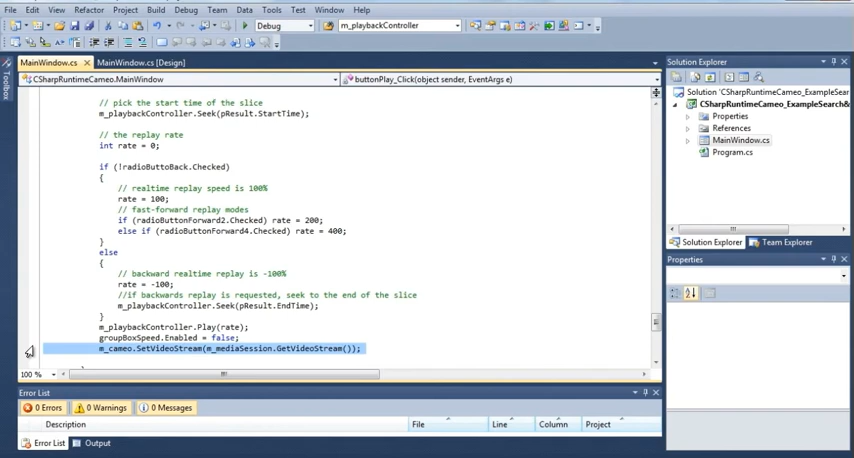 File Edit View Refactor Project Build Debug Team Data Tools Test Window Help
Debug m_playbackController
MainWindow.cs MainWindow.cs [Design]
CSharpRuntimeCameo.MainWindow buttonPlay_Click(object sender, EventArgs e)
// pick the start time of the slice
m_playbackController.Seek(pResult.StartTime);
// the replay rate
int rate = 0;
if (!radioButtoBack.Checked)
{
// realtime replay speed is 100%
rate = 100;
// fast-forward replay modes
if (radioButtonForward2.Checked) rate = 200;
else if (radioButtonForward4.Checked) rate = 400;
}
else
{
// backward realtime replay is -100%
rate = -100;
//if backwards replay is requested, seek to the end of the slice
m_playbackController.Seek(pResult.EndTime);
}
m_playbackController.Play(rate);
groupBoxSpeed.Enabled = false;
m_cameo.SetVideoStream(m_mediaSession.GetVideoStream());
100 %
Toolbox
Solution Explorer
Solution 'CSharpRuntimeCameo_ExampleSear
CSharpRuntimeCameo_ExampleSearch&
Properties
References
MainWindow.cs
Program.cs
Solution Explorer Team Explorer
Properties
Error List
0 Errors 0 Warnings 0 Messages
Description File Line Column Project
Error List Output